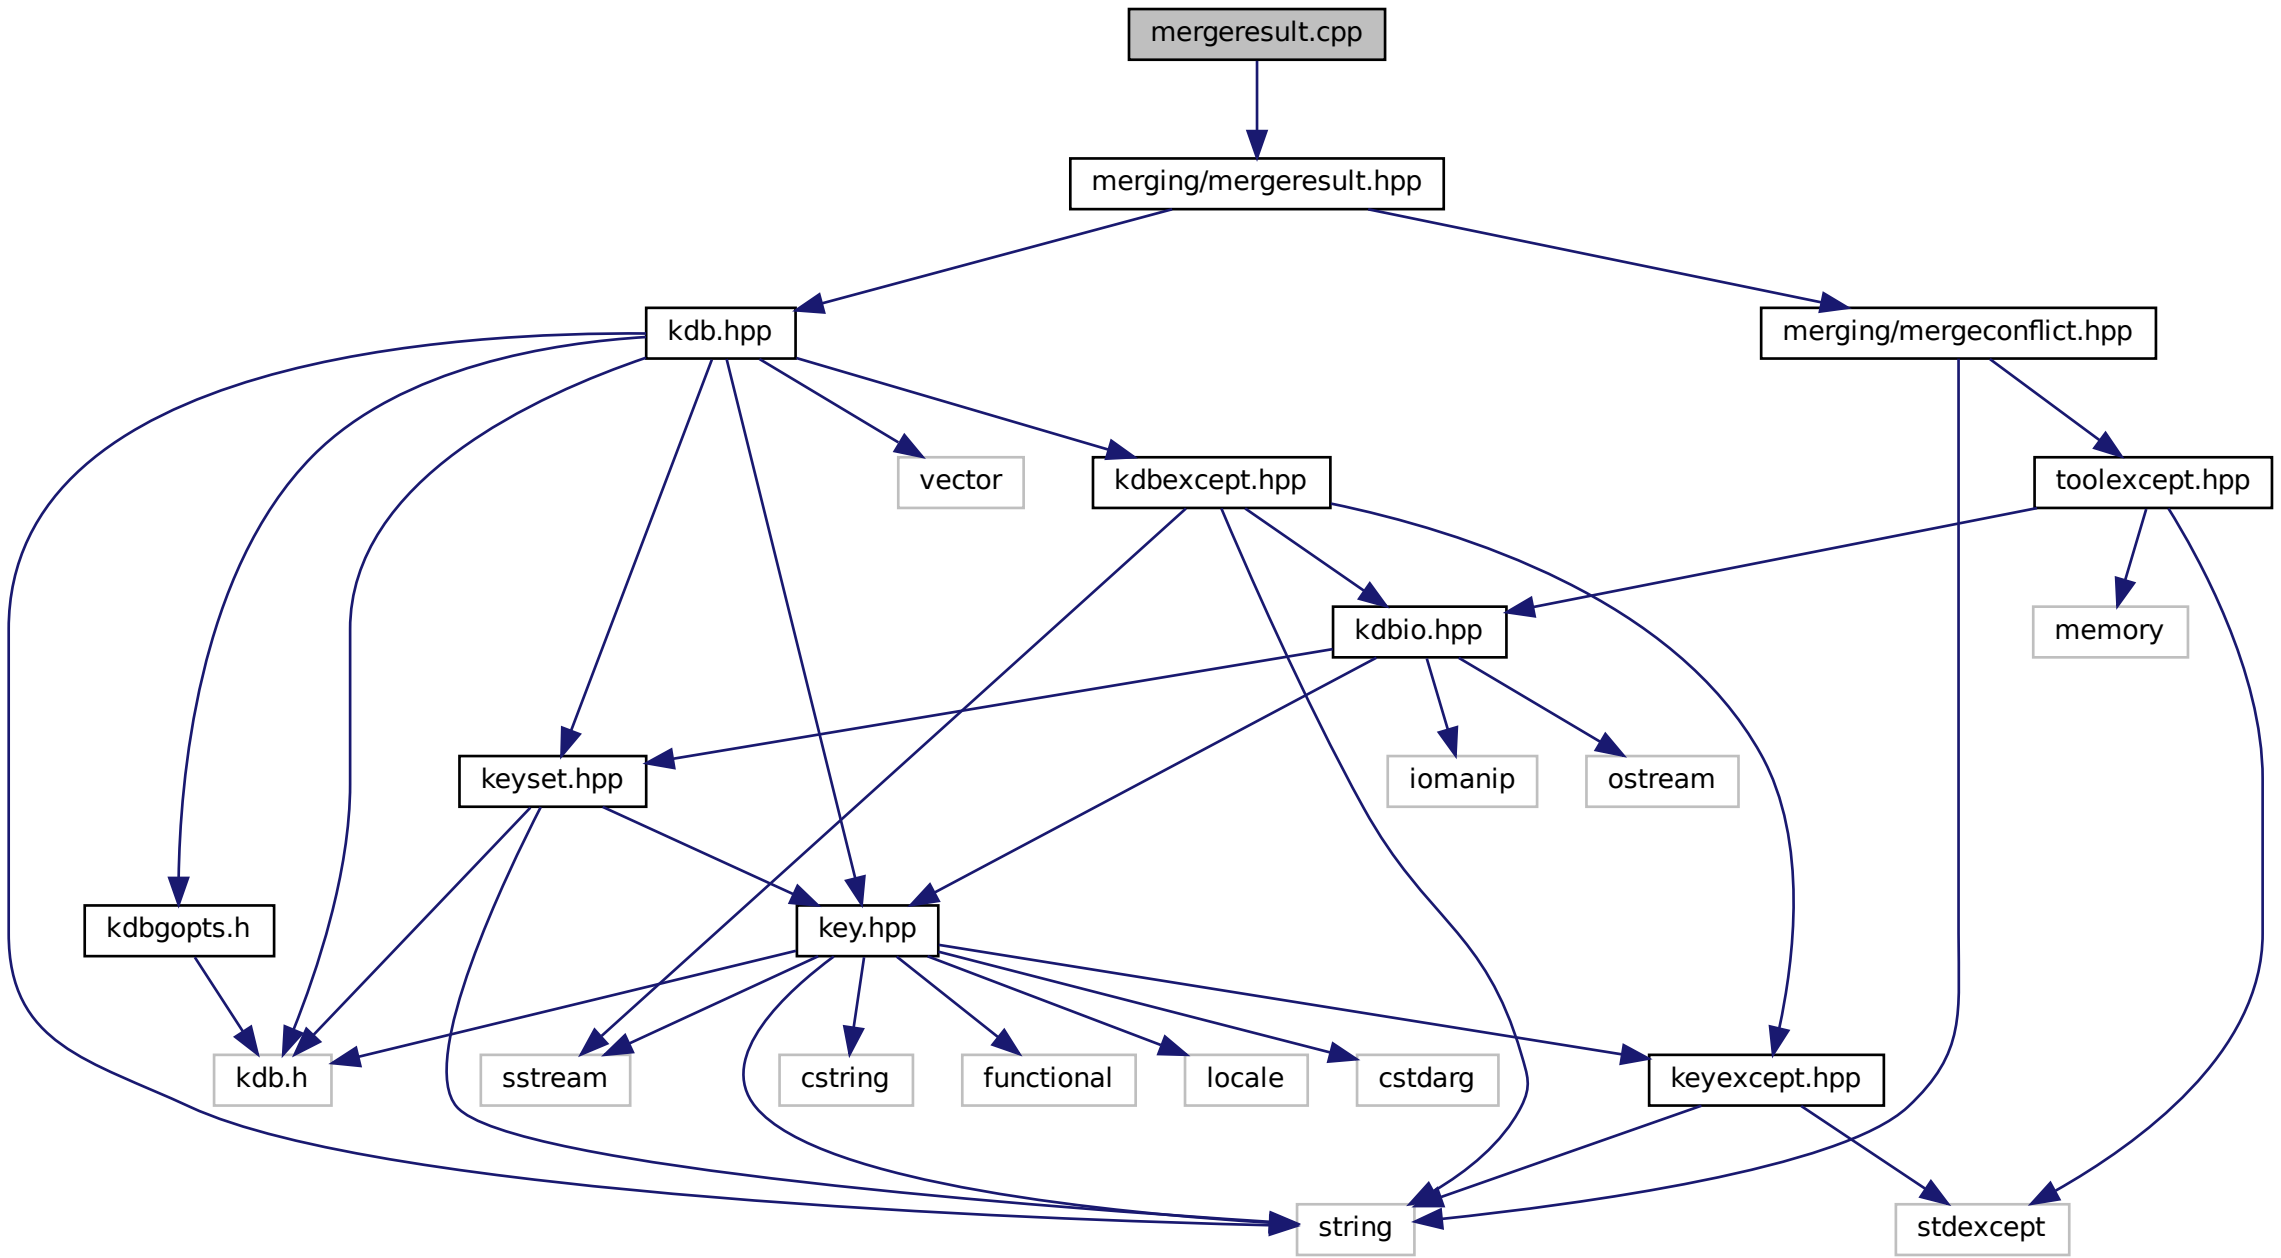 mergeresult.cpp
merging/mergeresult.hpp
kdb.hpp
merging/mergeconflict.hpp
vector
kdbexcept.hpp
toolexcept.hpp
kdbio.hpp
memory
keyset.hpp
iomanip
ostream
kdbgopts.h
key.hpp
kdb.h
sstream
cstring
functional
locale
cstdarg
keyexcept.hpp
string
stdexcept